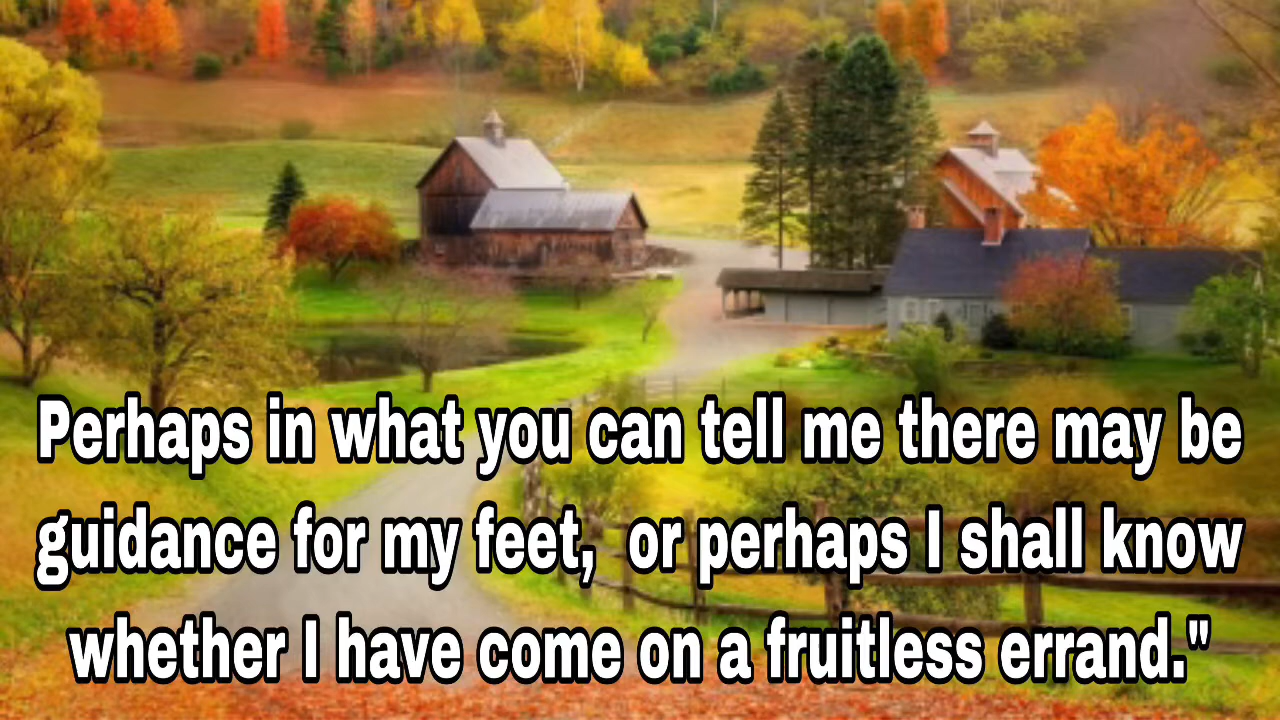 Perhaps in what you can tell me there may be
guidance for my feet,  or perhaps I shall know
whether I have come on a fruitless errand."